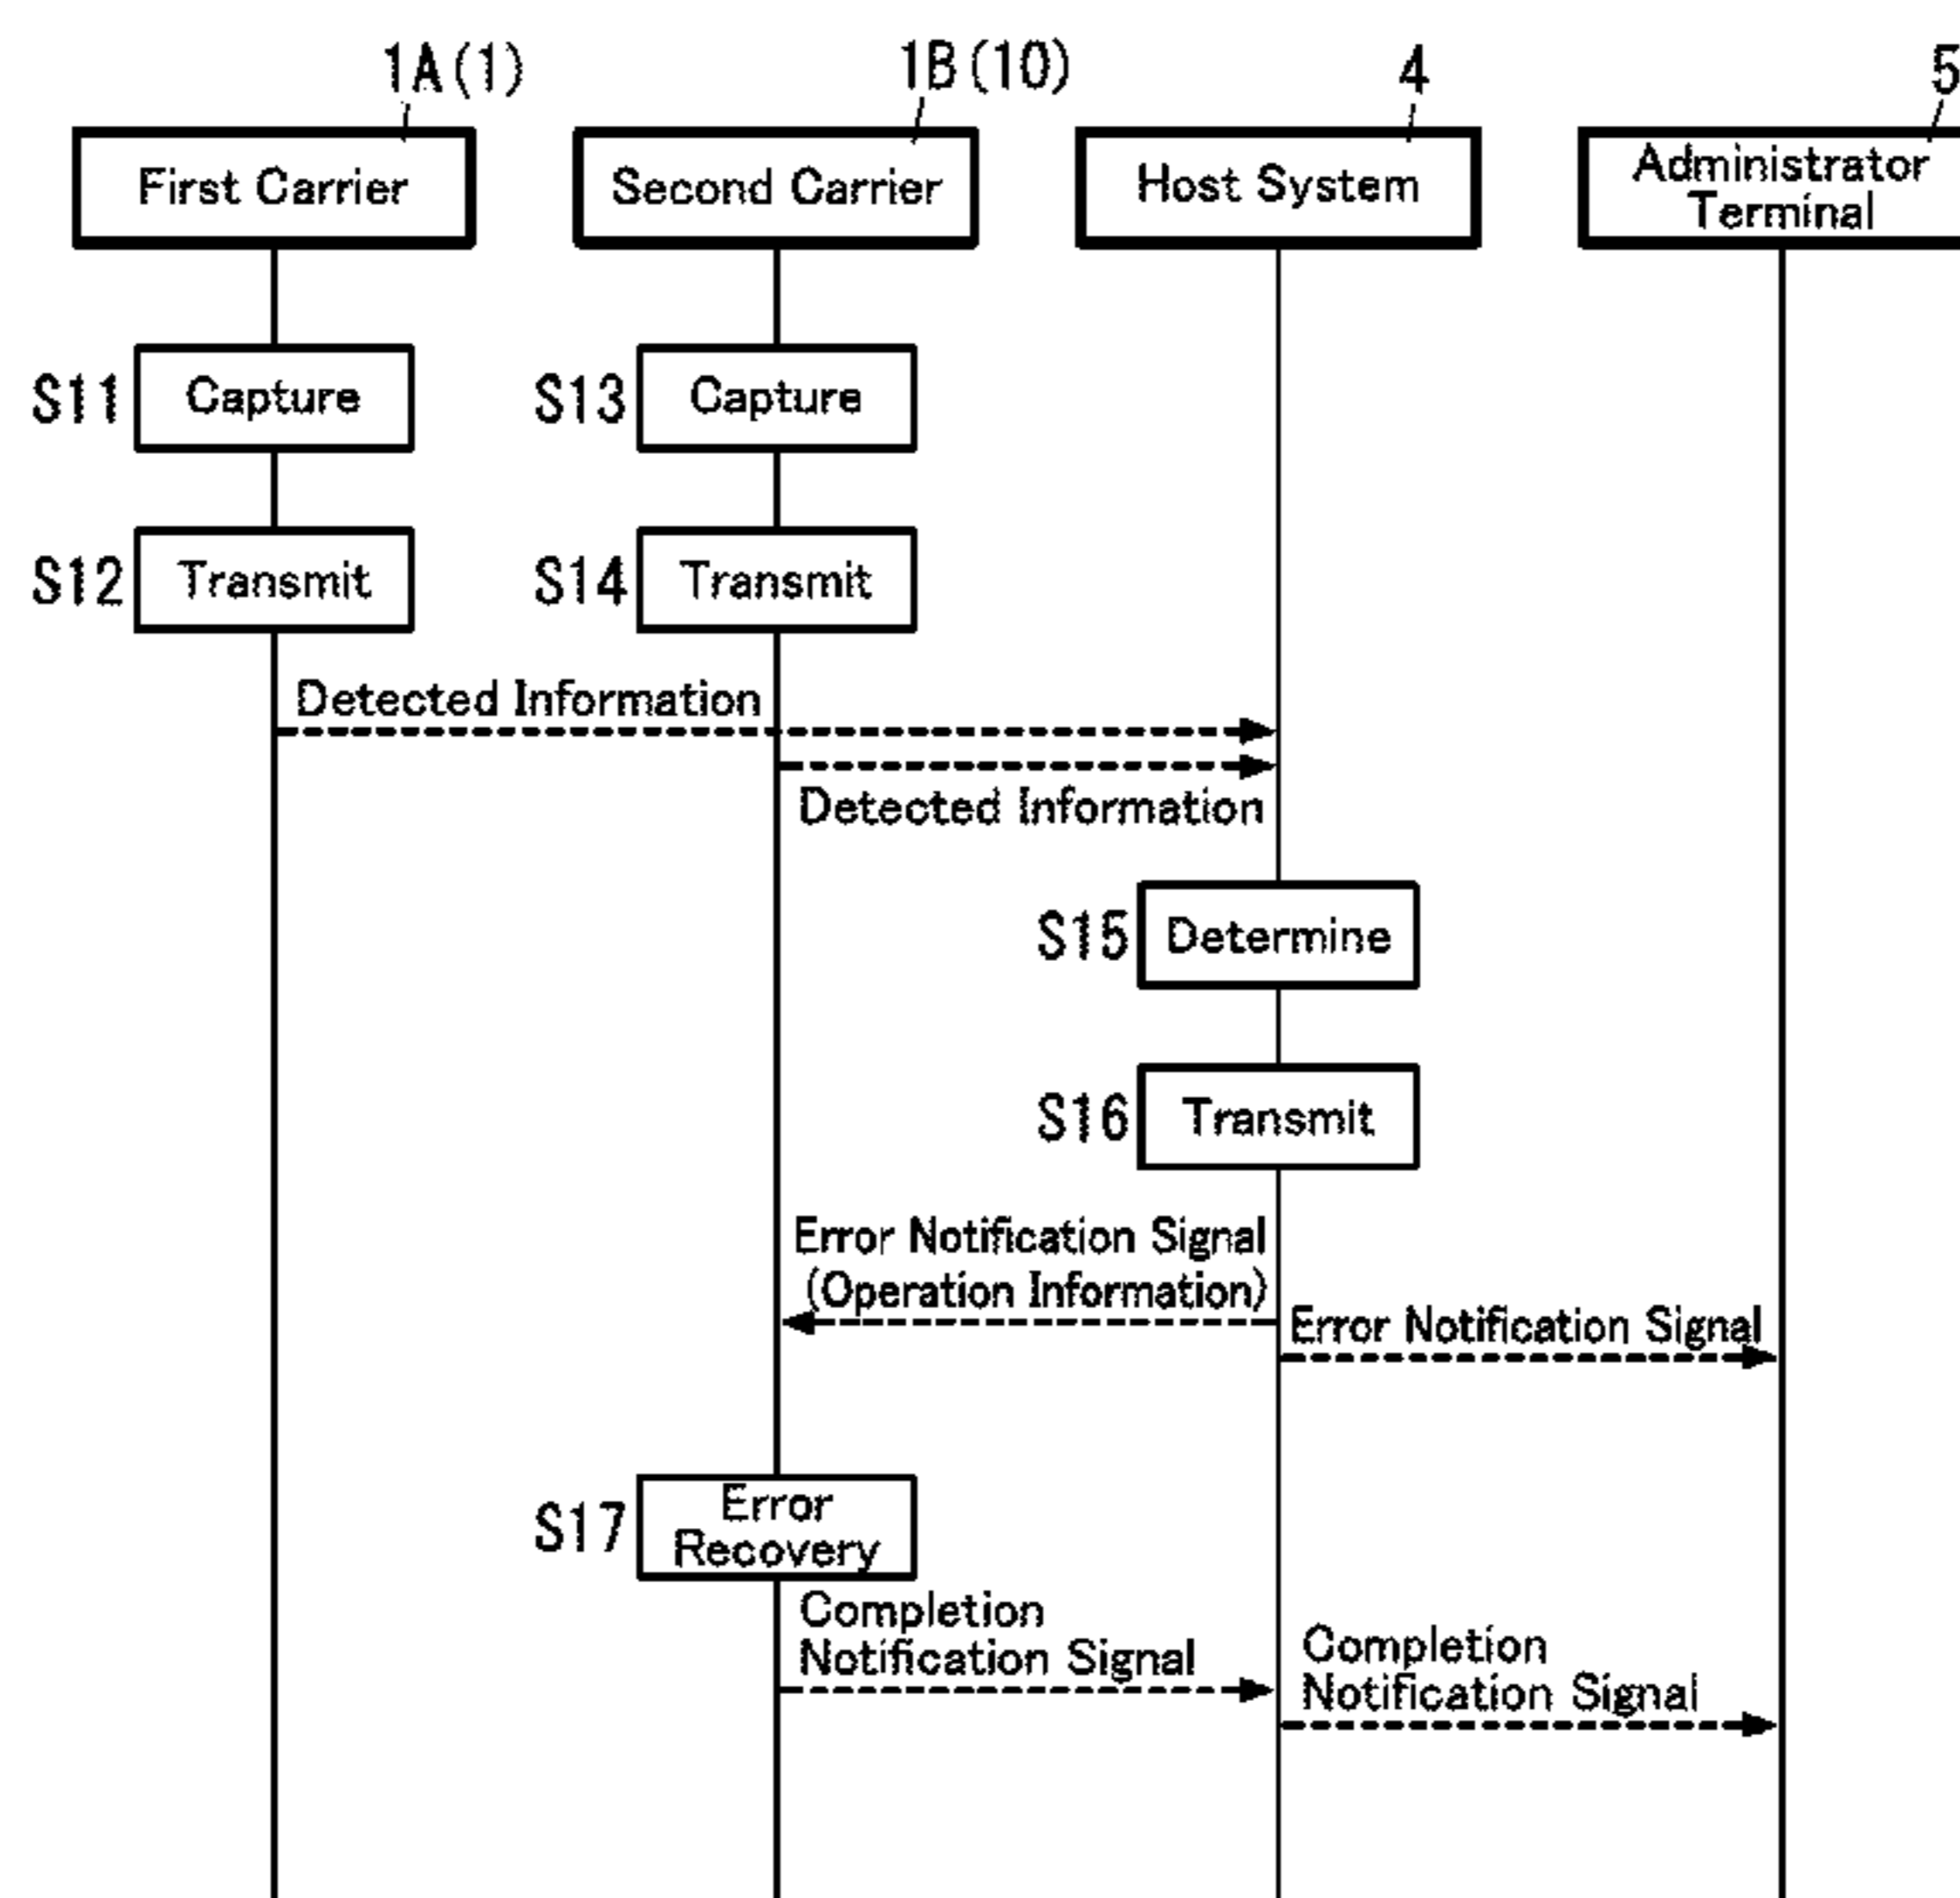 1A(1)
1B(10)
4
5
First Carrier
Second Carrier
Host System
Administrator
Terminal
S11
Capture
S13
Capture
S12
Transmit
S14
Transmit
Detected Information
Detected Information
S15
Determine
S16
Transmit
Error Notification Signal
(Operation Information)
Error Notification Signal
S17
Error
Recovery
Completion
Notification Signal
Completion
Notification Signal